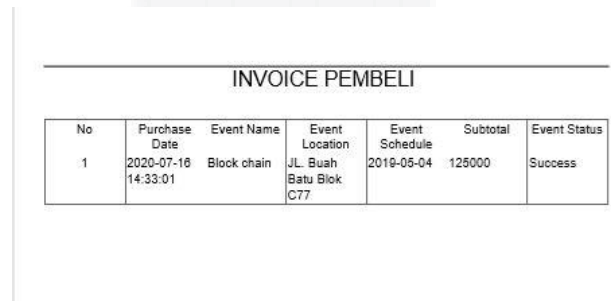 INVOICE PEMBELI
No Purchase Date Event Name Event Location Event Schedule Subtotal Event Status
1 2020-07-16 14:33:01 Block chain JL. Buah Batu Blok C77 2019-05-04 125000 Success